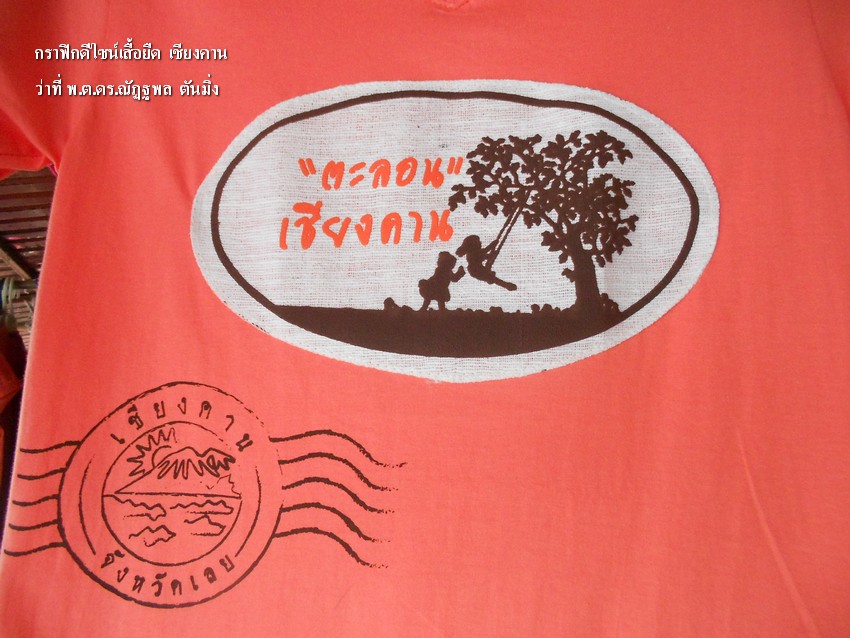 กราฟิกดีไซน์เสื้อยืด เชียงคาน
ว่าที่ พ.ต.ดร.ณัฏฐพล ตันมิ่ง
"ตะลอน"
เชียงคาน
เชียงคาน
จังหวัดเลย